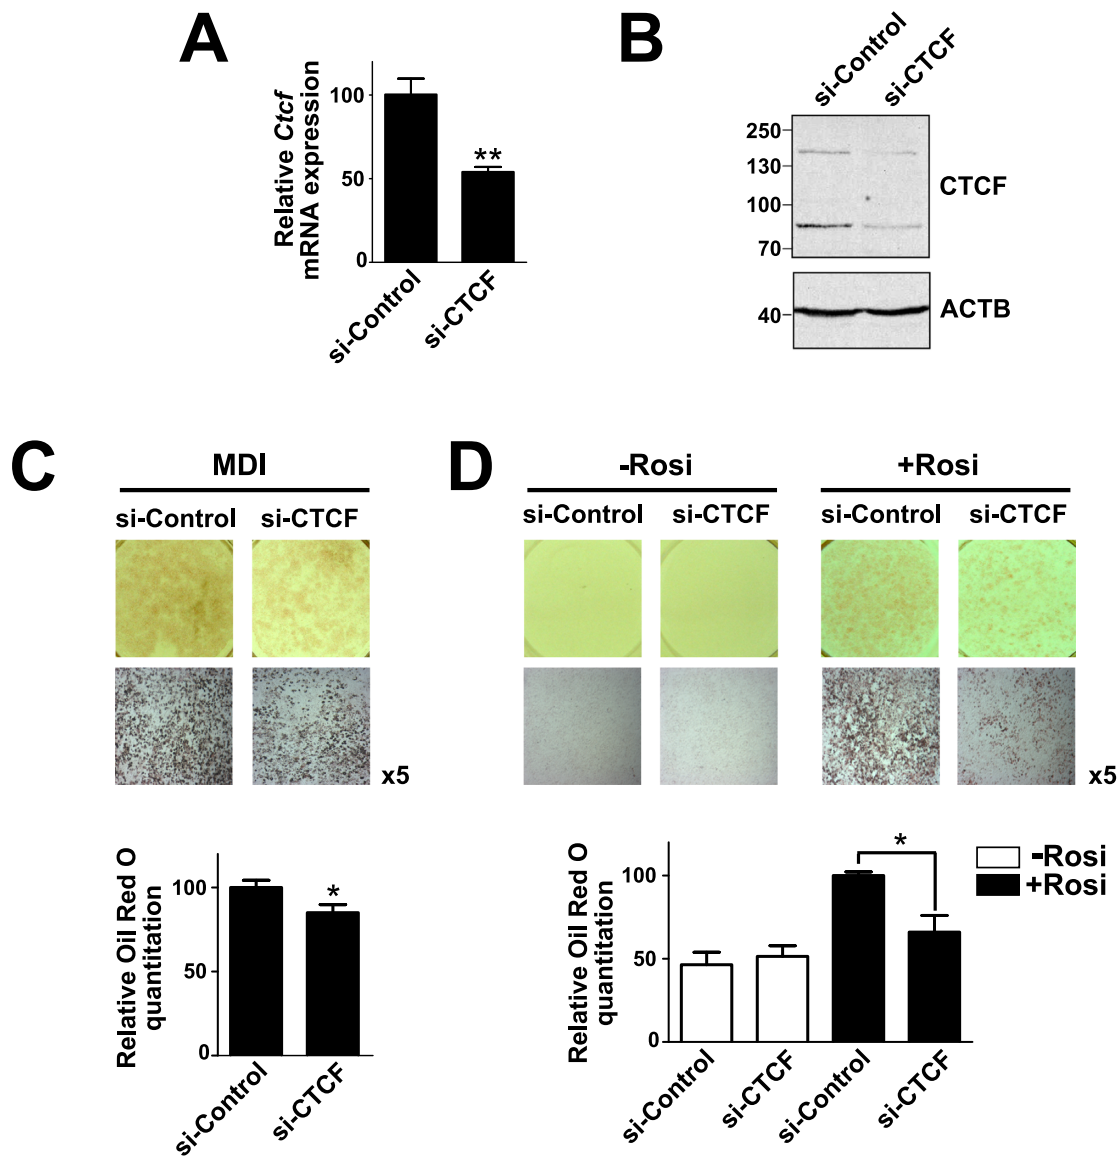 A
Relative Ctcf
mRNA expression
100
50
0
**
si-Control
si-CTCF
B
si-Control
si-CTCF
250
130
100
70
CTCF
40
ACTB
C
MDI
si-Control
si-CTCF
x5
Relative Oil Red O
quantitation
100
50
0
*
si-Control
si-CTCF
D
-Rosi
+Rosi
si-Control
si-CTCF
si-Control
si-CTCF
x5
Relative Oil Red O
quantitation
100
50
0
*
-Rosi
+Rosi
si-Control
si-CTCF
si-Control
si-CTCF